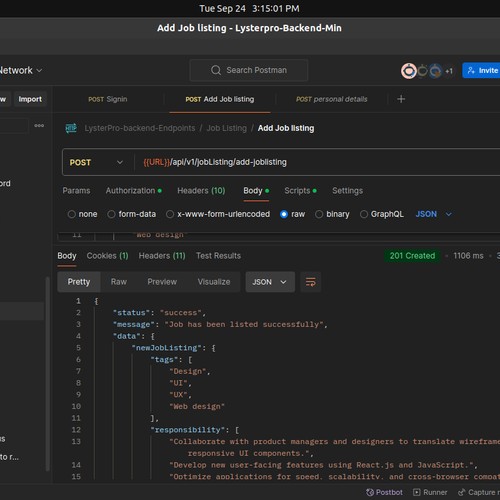 Tue Sep 24 3:15:01 PM
Add Job listing - Lysterpro-Backend-Min
Network
Search Postman
+1
Invite
Import
POST Signin
POST Add Job listing
POST personal details
LysterPro-backend-Endpoints / Job Listing / Add Job listing
POST
{{URL}}/api/v1/jobListing/add-joblisting
Params Authorization Headers (10) Body Scripts Settings
none form-data x-www-form-urlencoded raw binary GraphQL JSON
11 "Web design"
Body Cookies (1) Headers (11) Test Results 201 Created 1106 ms
Pretty Raw Preview Visualize JSON
1 {
2 "status": "success",
3 "message": "Job has been listed successfully",
4 "data": {
5 "newJobListing": {
6 "tags": [
7 "Design",
8 "UI",
9 "UX",
10 "Web design"
11 ],
12 "responsibility": [
13 "Collaborate with product managers and designers to translate wireframe
responsive UI components.",
14 "Develop new user-facing features using React.js and JavaScript.",
15 "Optimize applications for speed, scalability, and cross-browser compat
Postbot Runner Capture r